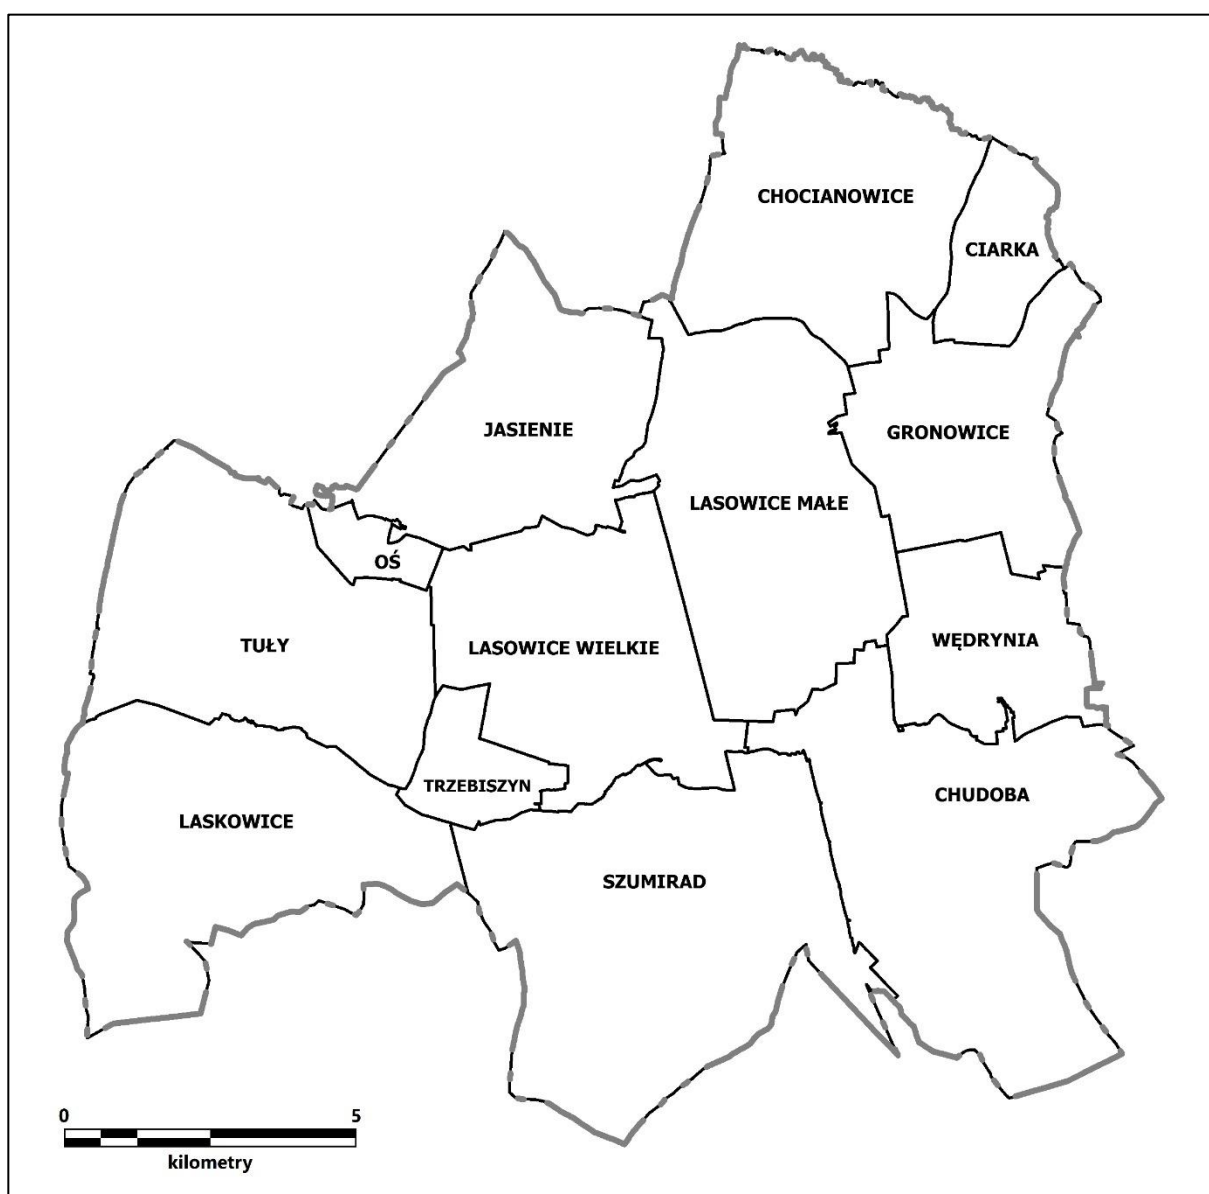 CHOCIANOWICE
CIARKA
JASIENIE
GRONOWICE
LASOWICE MAŁE
OŚ
TUŁY
LASOWICE WIELKIE
WĘDRYNIA
TRZEBISZYN
CHUDOBA
LASKOWICE
SZUMIRAD
0 5
kilometry